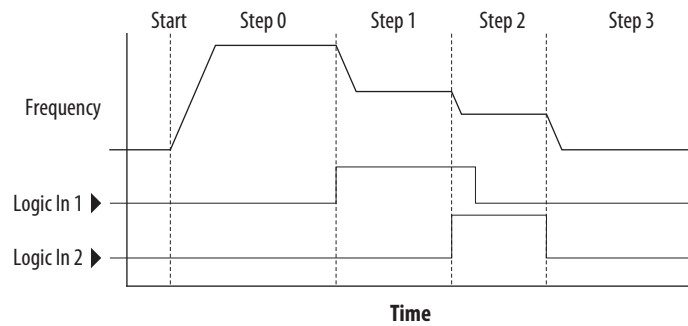 Start Step 0 Step 1 Step 2 Step 3
Frequency
Logic In 1
Logic In 2
Time